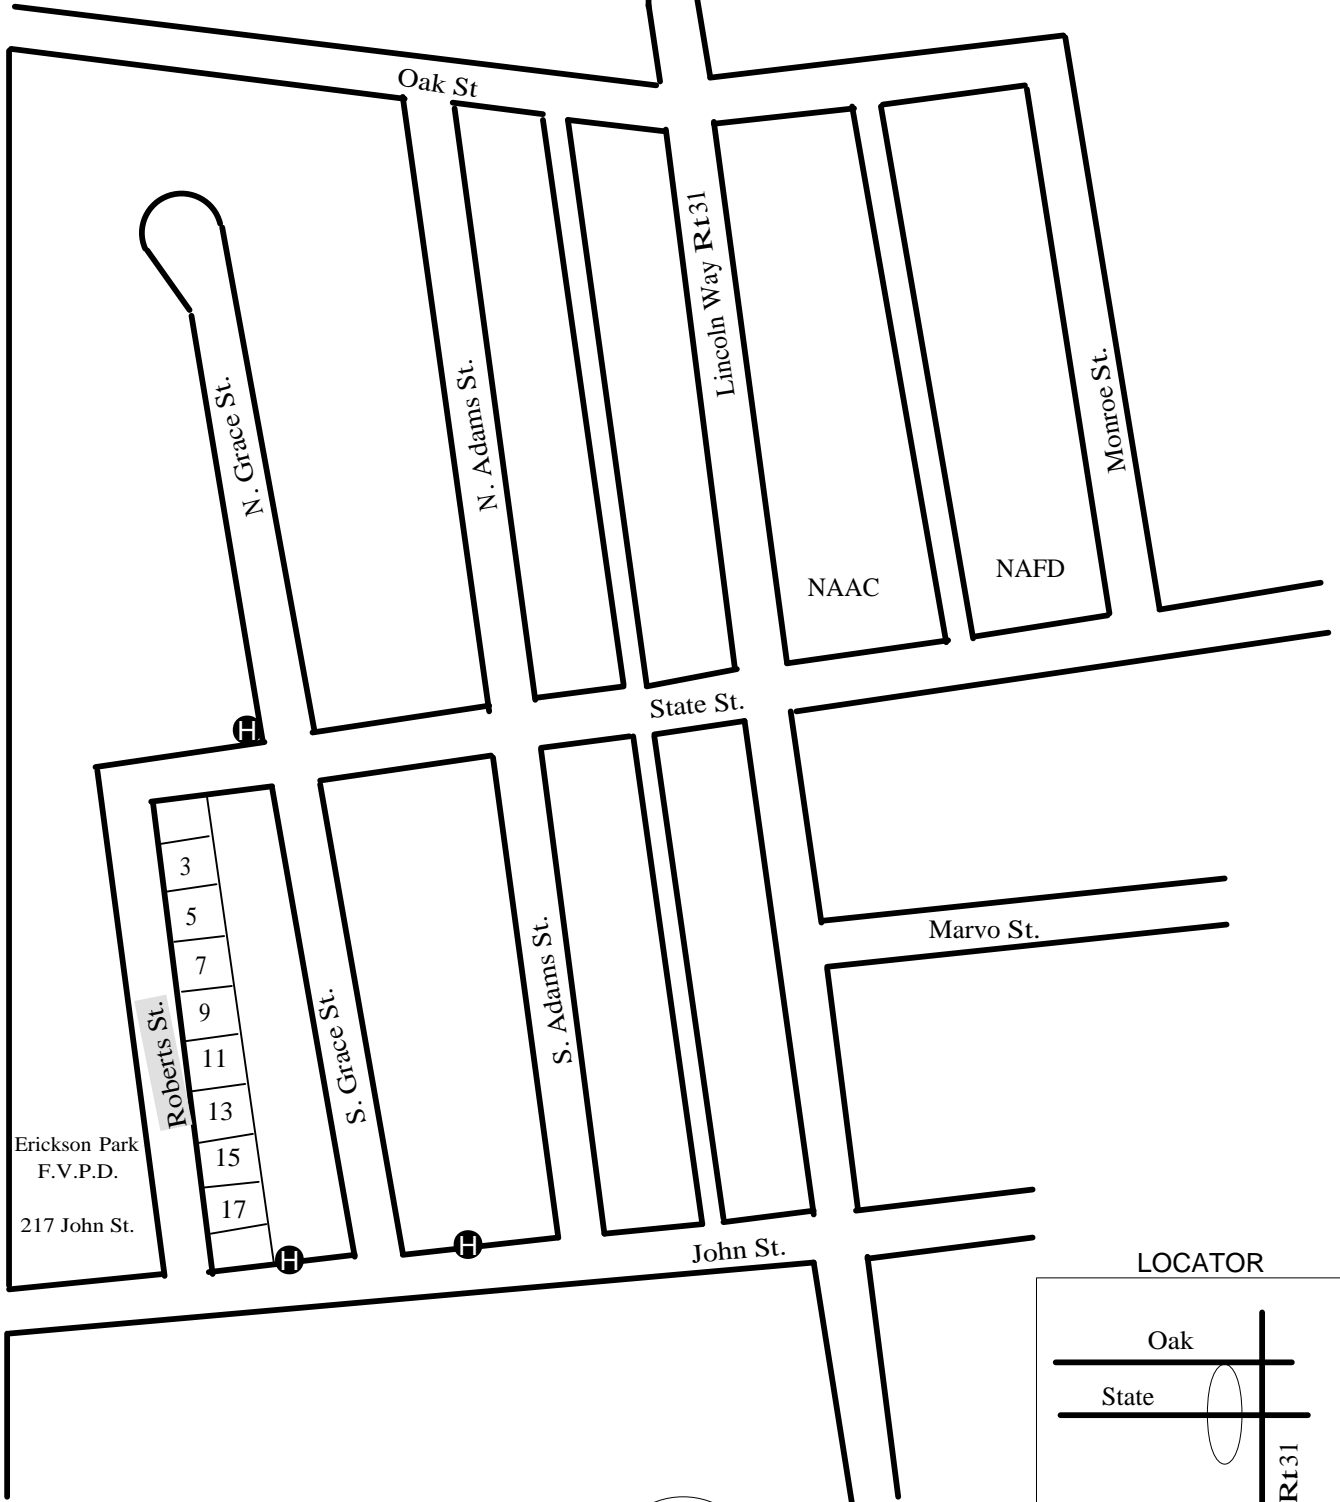 Oak St
Lincoln Way Rt31
N. Grace St.
N. Adams St.
Monroe St.
NAAC
NAFD
State St.
H
3
5
7
9
11
13
15
17
Roberts St.
S. Grace St.
S. Adams St.
Marvo St.
Erickson Park
F.V.P.D.
217 John St.
H
H
John St.
LOCATOR
Oak
State
Rt31